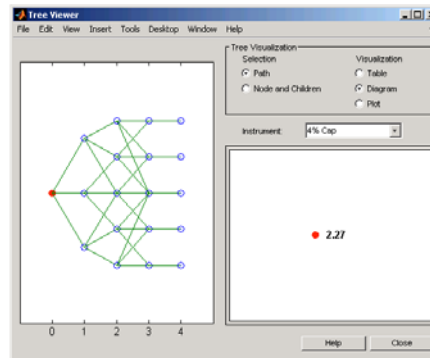 Tree Viewer
File Edit View Insert Tools Desktop Window Help
Tree Visualization
Selection Visualization
Path Table
Node and Children Diagram
Plot
Instrument: 4% Cap
2.27
0 1 2 3 4
Help Close